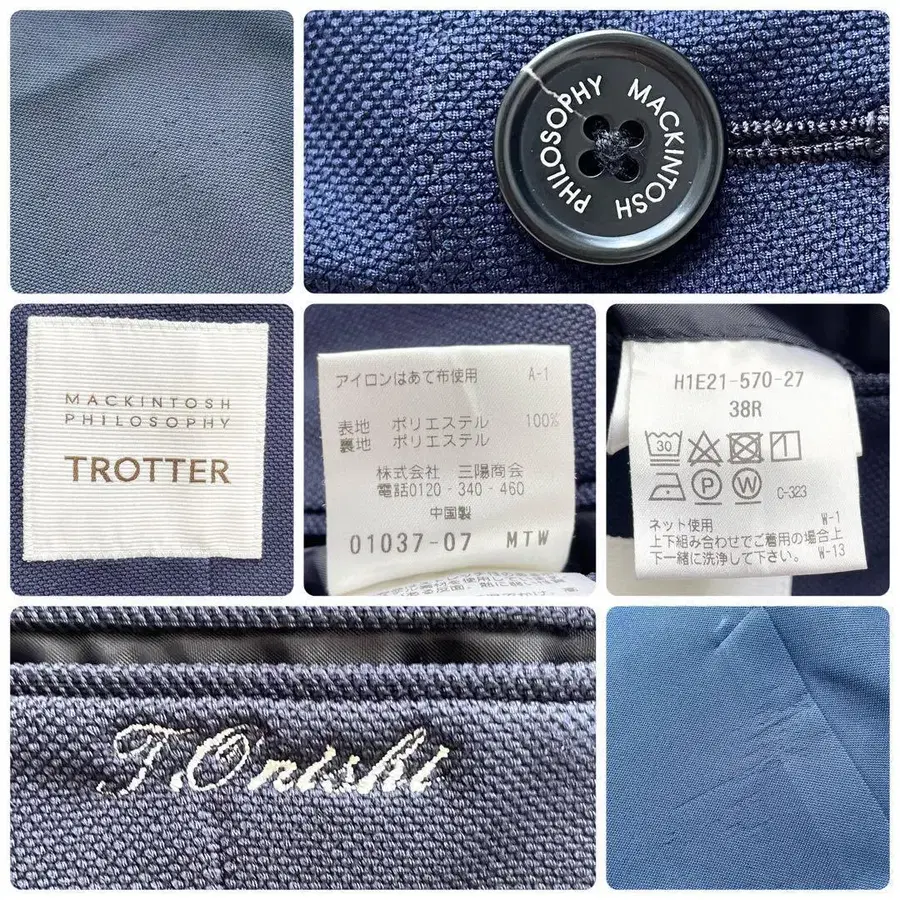 MACKINTOSH PHILOSOPHY
MACKINTOSH
PHILOSOPHY
TROTTER
アイロンはあて布使用 A-1
表地 ポリエステル 100%
裏地 ポリエステル
株式会社 三陽商会
電話0120-340-460
中国製
01037-07 MTW
H1E21-570-27
38R
30
P W C-323
ネット使用 W-1
上下組み合わせでご着用の場合上
下一緒に洗浄して下さい。 W-13
T.Onishi